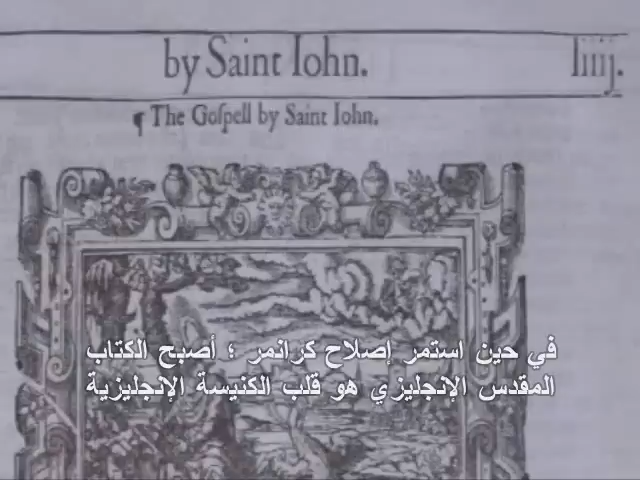 by Saint Iohn. liiij.
¶ The Goſpell by Saint Iohn.
في حين استمر إصلاح كرانمر ؛ أصبح الكتاب
المقدس الإنجليزي هو قلب الكنيسة الإنجليزية